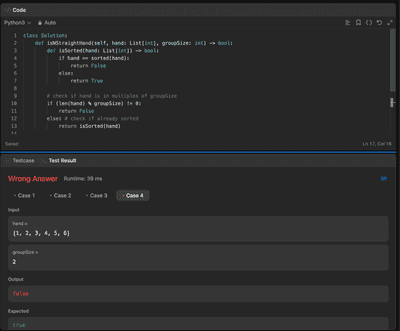 Code
Python3 Auto
1 class Solution:
2 def isNStraightHand(self, hand: List[int], groupSize: int) -> bool:
3 def isSorted(hand: List[int]) -> bool:
4 if hand == sorted(hand):
5 return False
6 else:
7 return True
8
9 # check if hand is in multiples of groupSize
10 if (len(hand) % groupSize) != 0:
11 return False
12 else: # check if already sorted
13 return isSorted(hand)
14
Saved Ln 17, Col 16
Testcase Test Result
Wrong Answer Runtime: 39 ms
Case 1 Case 2 Case 3 Case 4
Input
hand =
[1, 2, 3, 4, 5, 6]
groupSize =
2
Output
false
Expected
true